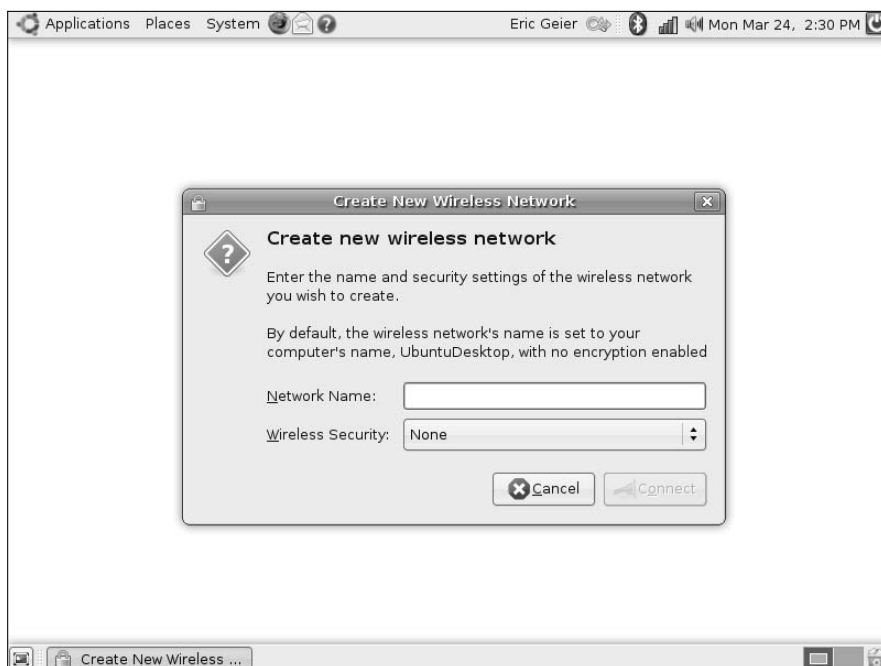 Applications Places System Eric Geier Mon Mar 24, 2:30 PM
Create New Wireless Network
Create new wireless network
Enter the name and security settings of the wireless network
you wish to create.
By default, the wireless network's name is set to your
computer's name, UbuntuDesktop, with no encryption enabled
Network Name:
Wireless Security: None
Cancel Connect
Create New Wireless ...